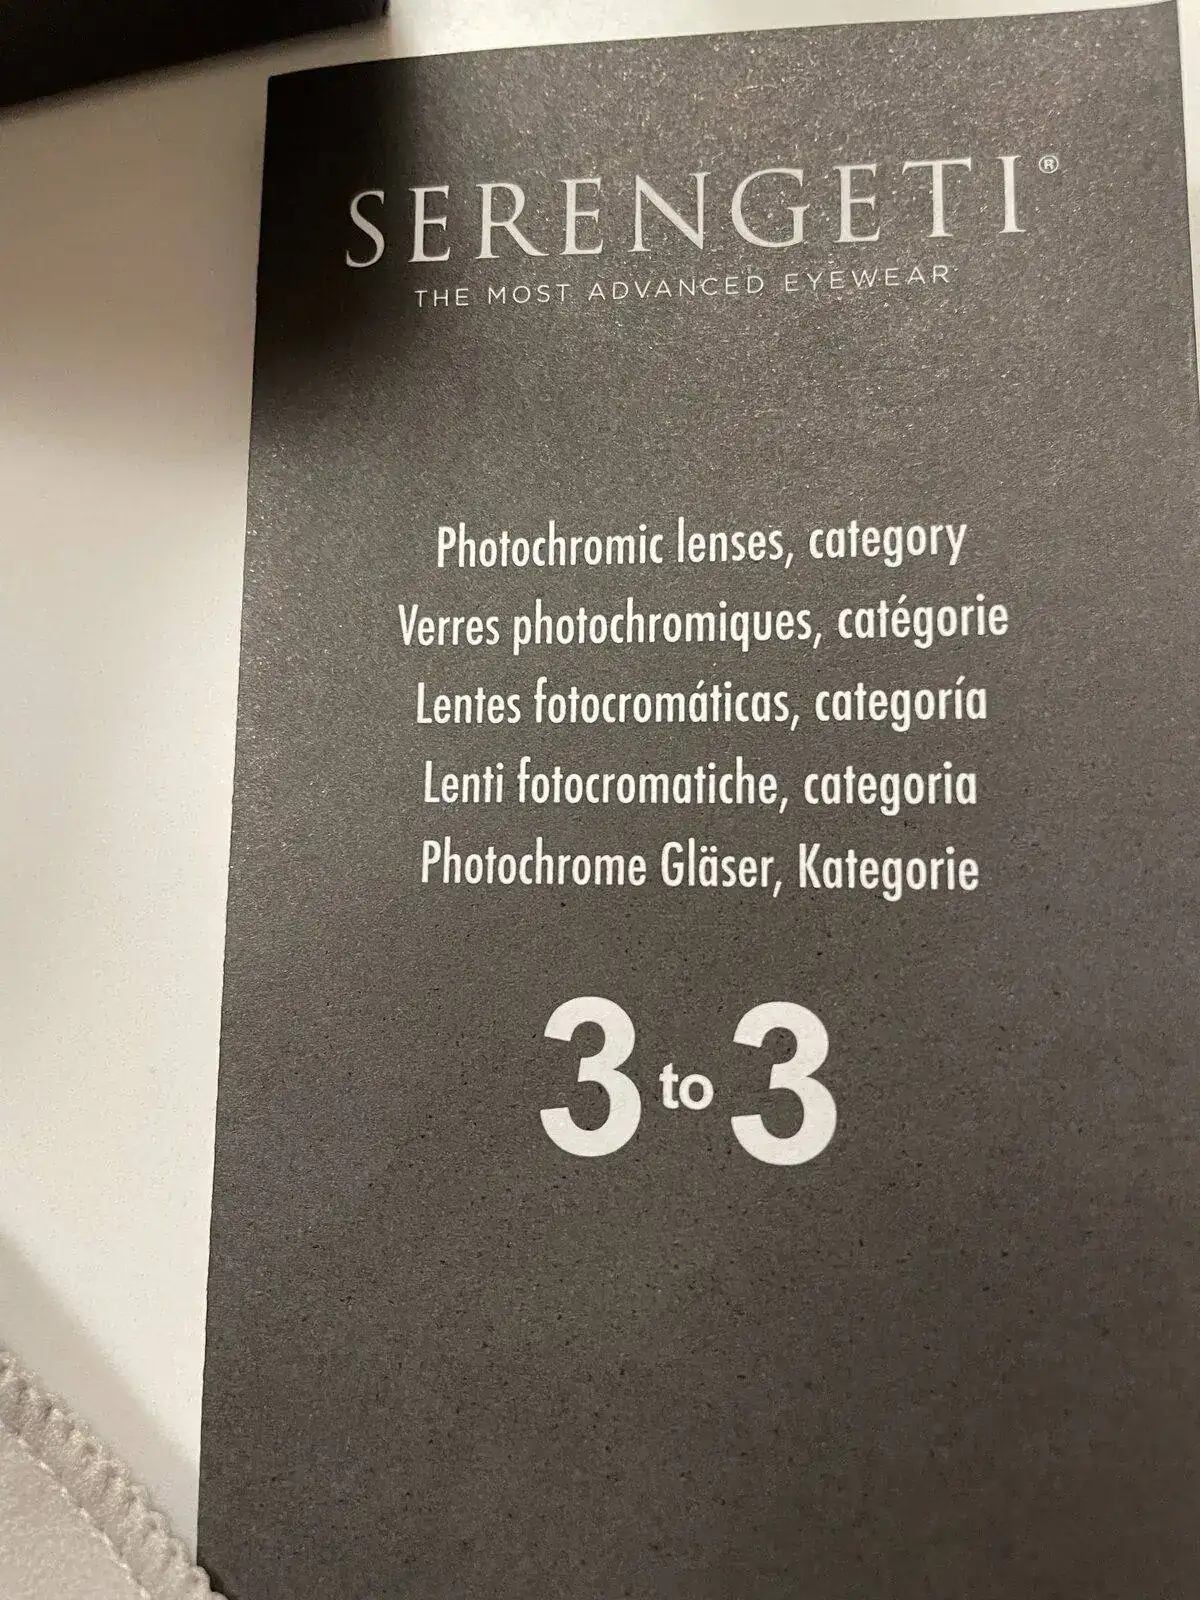 SERENGETI®
THE MOST ADVANCED EYEWEAR
Photochromic lenses, category
Verres photochromiques, catégorie
Lentes fotocromáticas, categoría
Lenti fotocromatiche, categoria
Photochrome Gläser, Kategorie
3 to 3